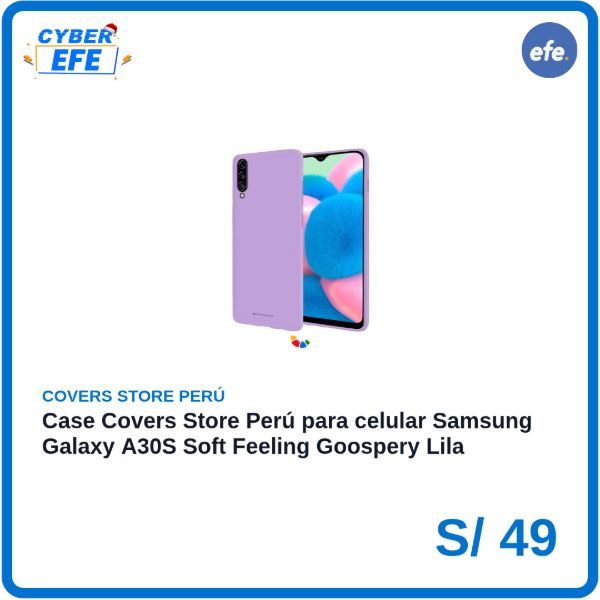 CYBER
EFE
efe.
COVERS STORE PERÚ
Case Covers Store Perú para celular Samsung
Galaxy A30S Soft Feeling Goospery Lila
S/ 49